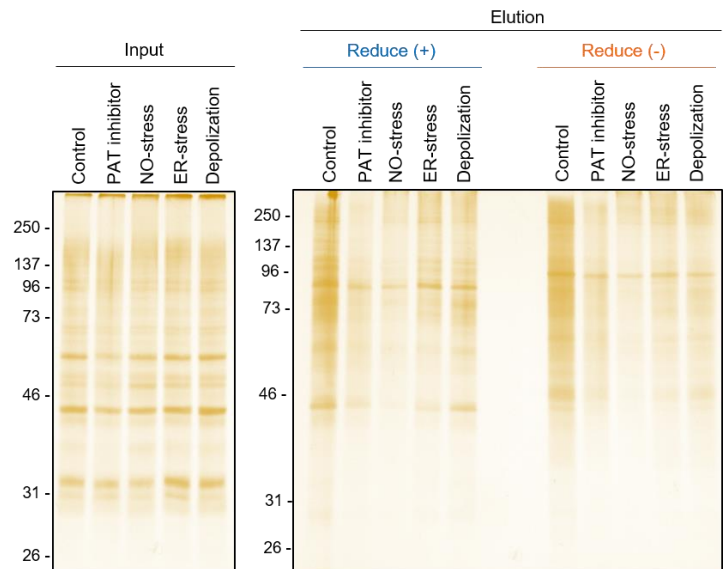 Elution
Input
Reduce (+)
Reduce (-)
Control
PAT inhibitor
NO-stress
ER-stress
Depolization
Control
PAT inhibitor
NO-stress
ER-stress
Depolization
Control
PAT inhibitor
NO-stress
ER-stress
Depolization
250 -
137 -
96 -
73 -
46 -
31 -
26 -
250 -
137 -
96 -
73 -
46 -
31 -
26 -